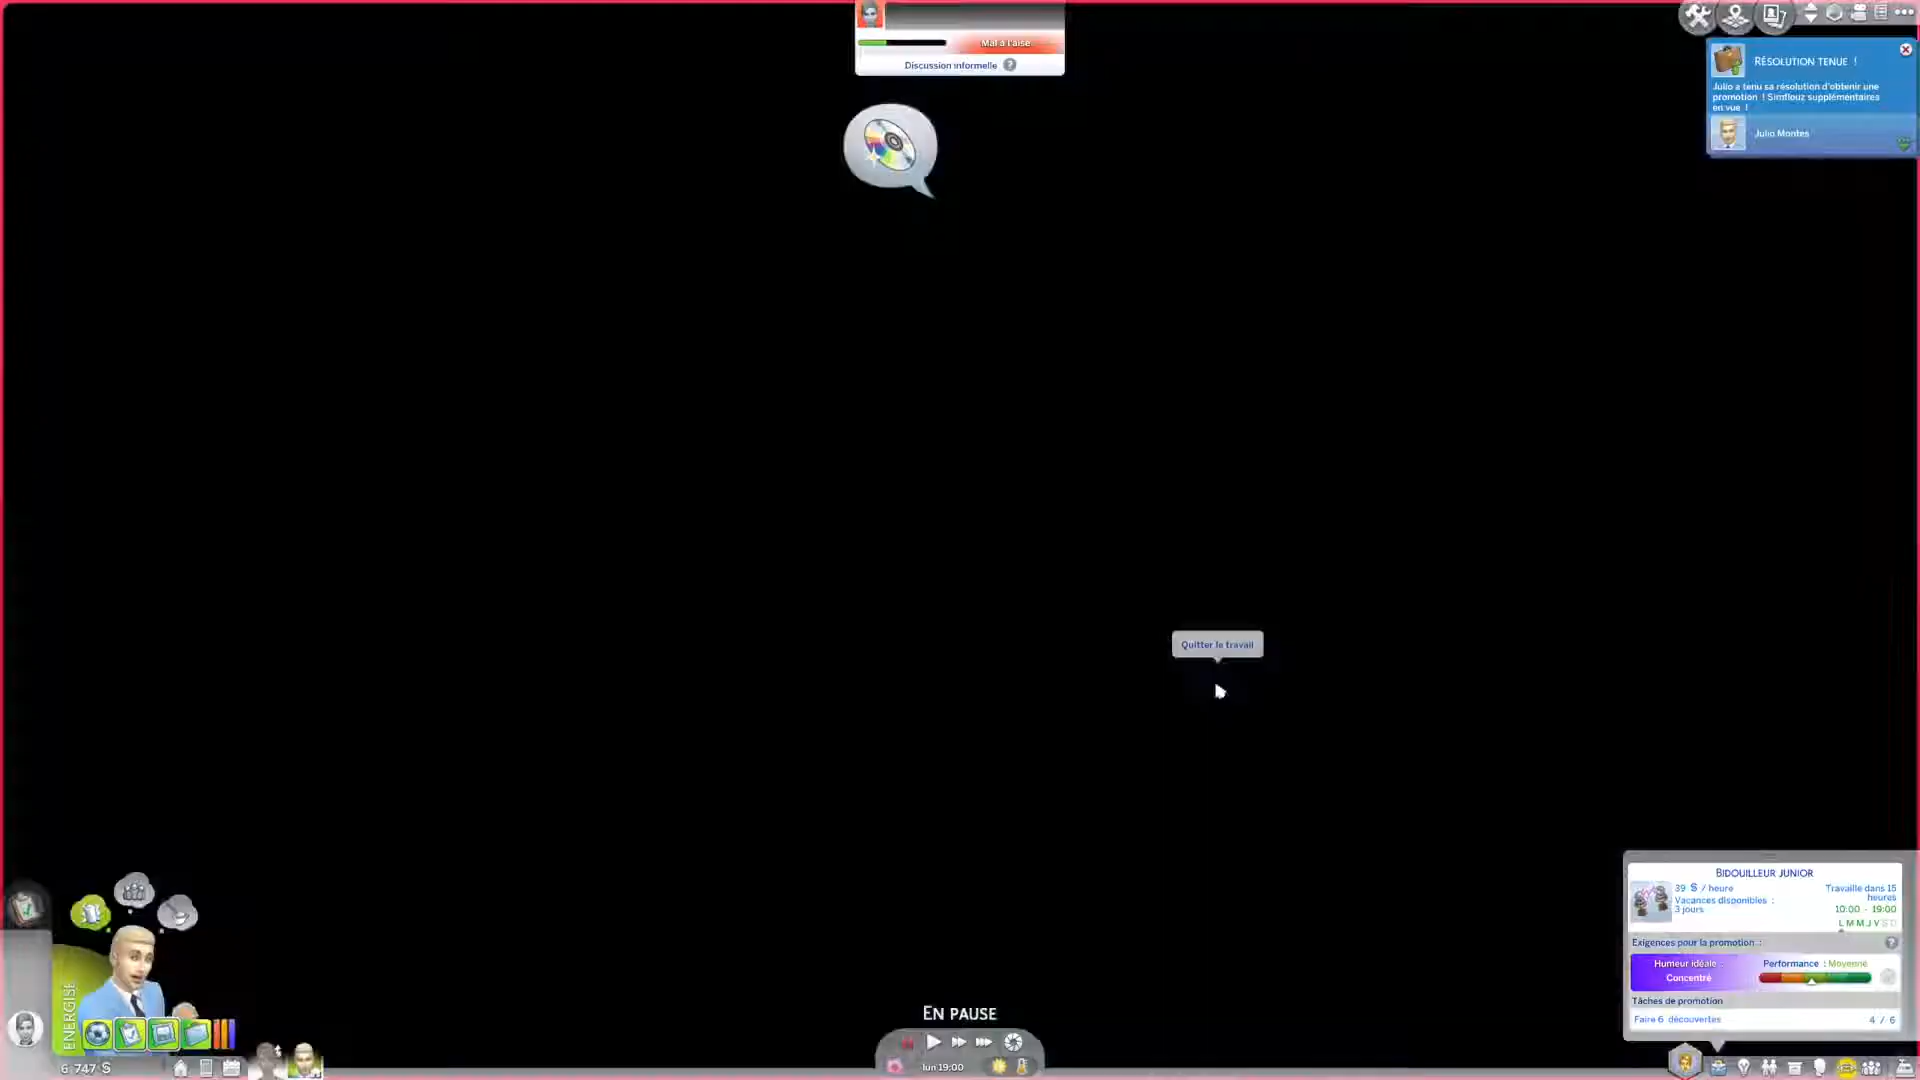 Mal à l'aise
Discussion informelle ?
RÉSOLUTION TENUE !
Julio a tenu sa résolution d'obtenir une
promotion ! Simflouz supplémentaires
en vue !
Julio Montes
Quitter le travail
BIDOUILLEUR JUNIOR
39 $ / heure
Vacances disponibles :
3 jours
Travaille dans 15
heures
10:00 - 19:00
L M M J V S D
Exigences pour la promotion : ?
Humeur idéale :
Concentré
Performance : Moyenne
Tâches de promotion
Faire 6 découvertes 4 / 6
ÉNERGISÉ
6 747 $
EN PAUSE
lun 19:00